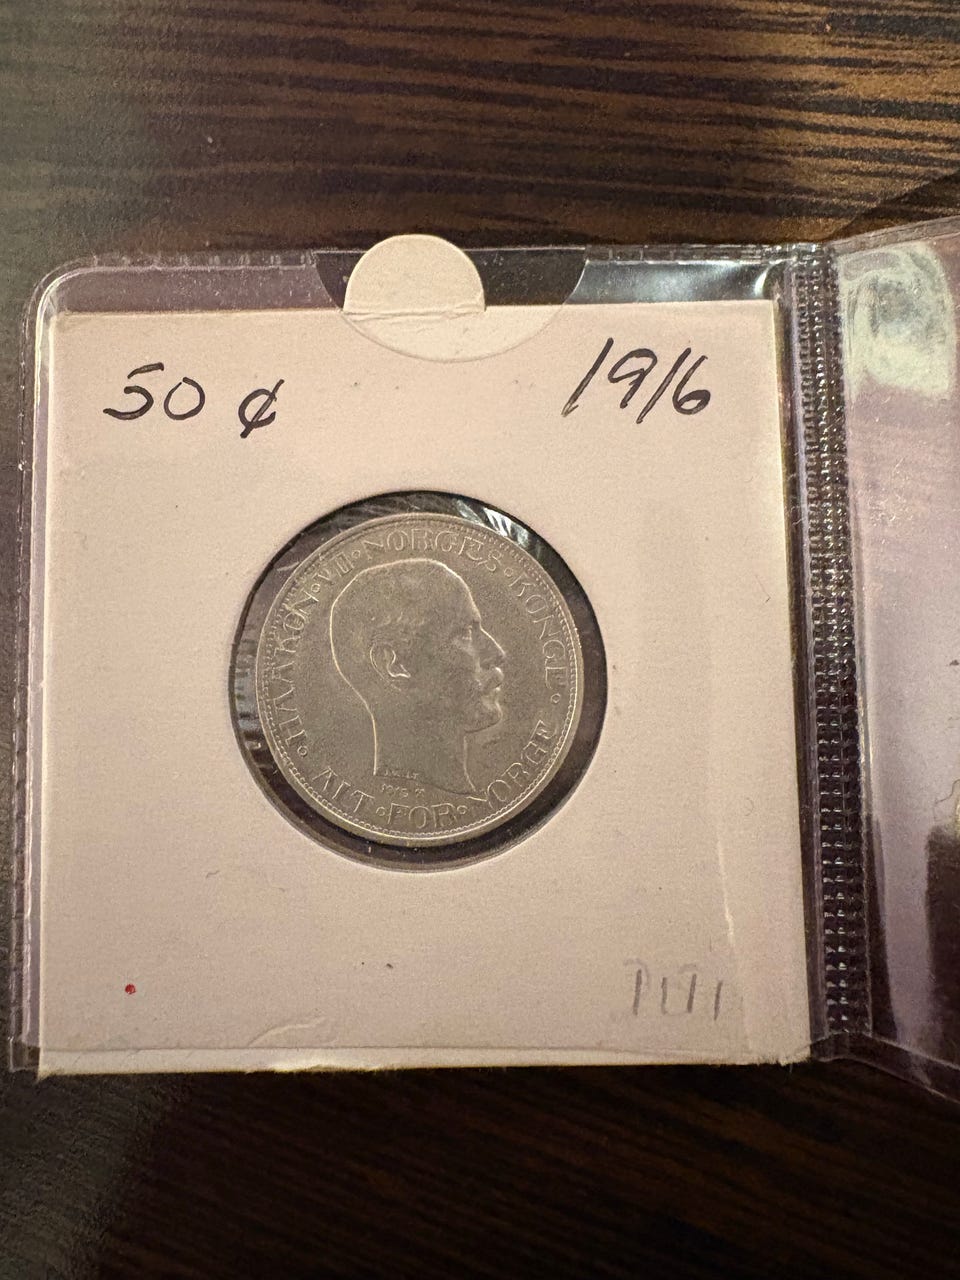 50 ¢ 1916
HAAKON · VII · NORGES · KONGE ·
ALT · FOR · NORGE